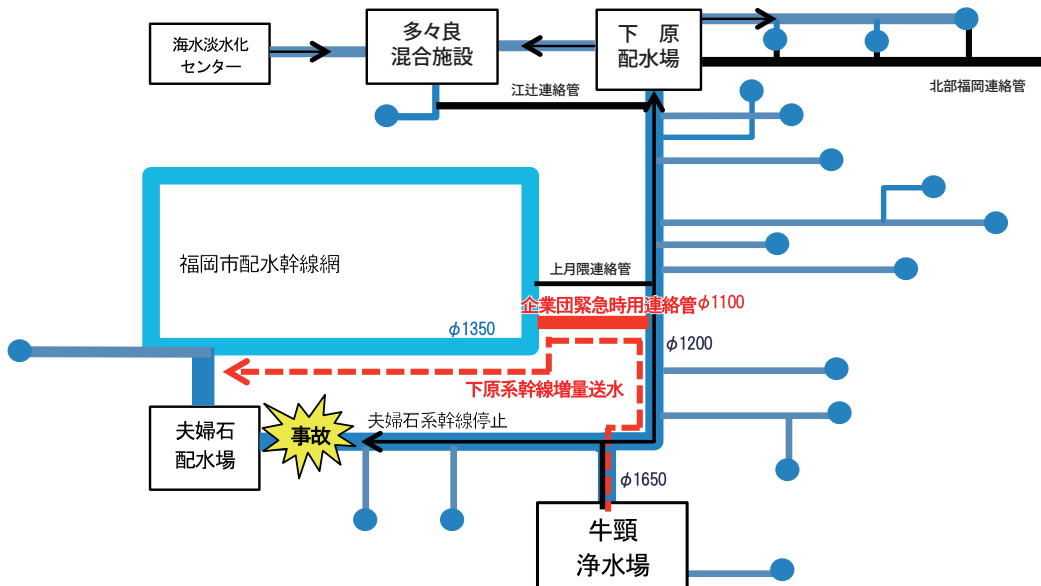 海水淡水化
センター
多々良
混合施設
下 原
配水場
江辻連絡管
北部福岡連絡管
福岡市配水幹線網
上月隈連絡管
企業団緊急時用連絡管φ1100
φ1350
φ1200
下原系幹線増量送水
夫婦石
配水場
事故
夫婦石系幹線停止
φ1650
牛頸
浄水場